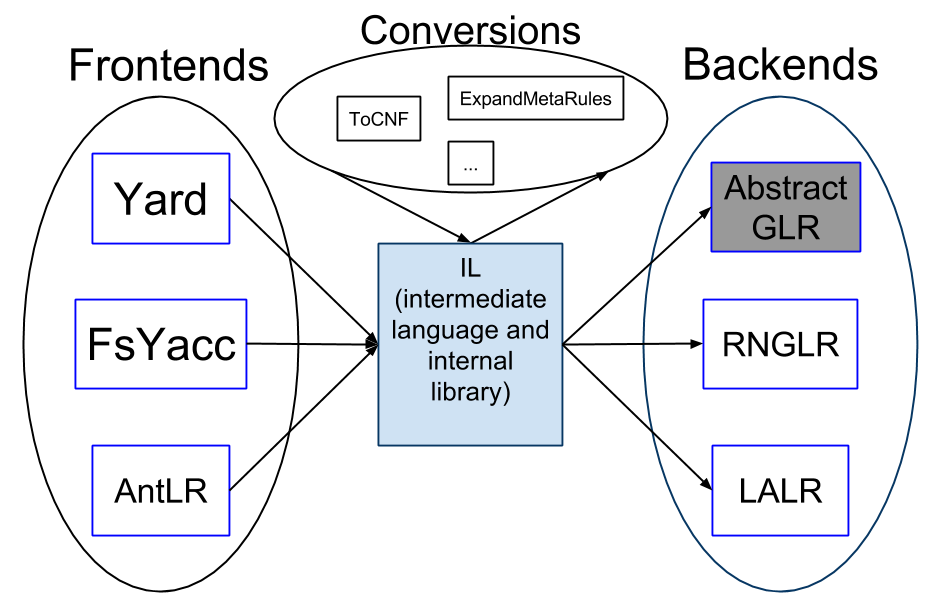 Conversions
Frontends
Backends
ToCNF
ExpandMetaRules
...
Yard
FsYacc
AntLR
IL
(intermediate
language and
internal
library)
Abstract
GLR
RNGLR
LALR